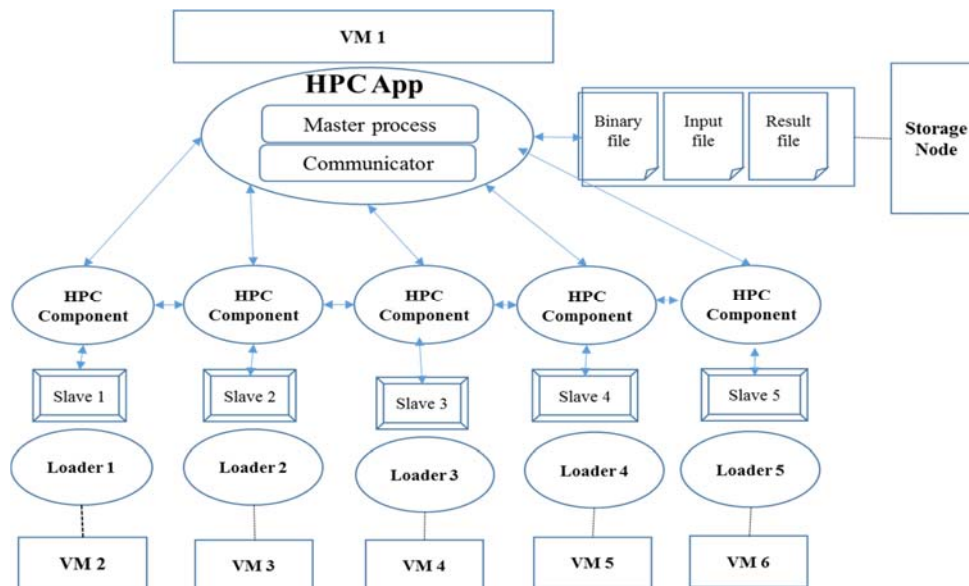 VM 1
HPC App
Master process
Communicator
Binary
file
Input
file
Result
file
Storage
Node
HPC
Component
HPC
Component
HPC
Component
HPC
Component
HPC
Component
Slave 1
Slave 2
Slave 3
Slave 4
Slave 5
Loader 1
Loader 2
Loader 3
Loader 4
Loader 5
VM 2
VM 3
VM 4
VM 5
VM 6